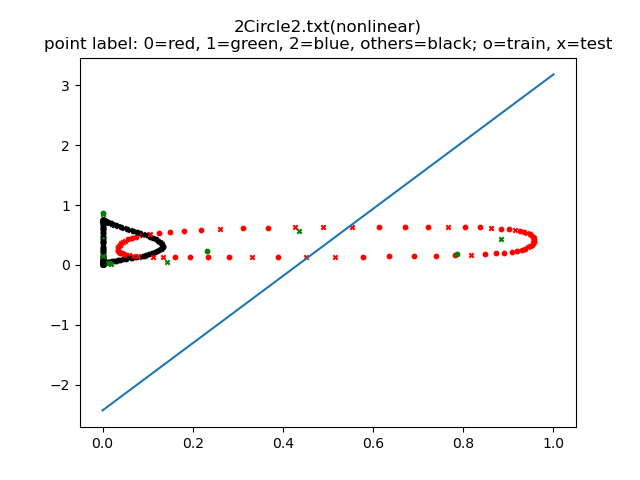 2Circle2.txt(nonlinear)
point label: 0=red, 1=green, 2=blue, others=black; o=train, x=test
3
2
1
0
−1
−2
0.0 0.2 0.4 0.6 0.8 1.0